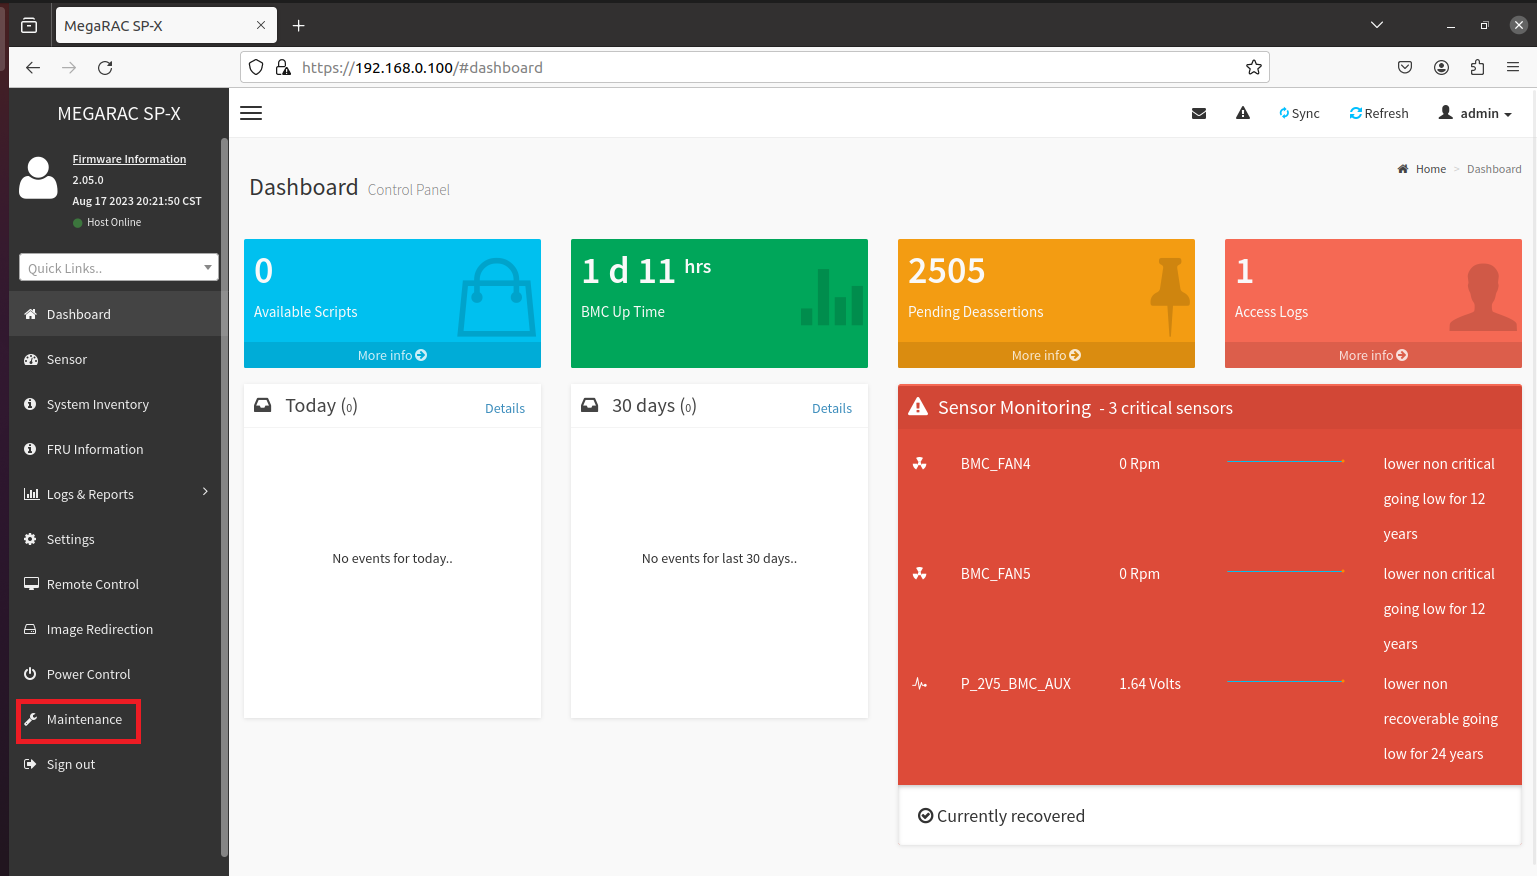 MegaRAC SP-X
https://192.168.0.100/#dashboard
MEGARAC SP-X
Sync
Refresh
admin
Firmware Information
2.05.0
Aug 17 2023 20:21:50 CST
Host Online
Quick Links..
Dashboard
Sensor
System Inventory
FRU Information
Logs & Reports
Settings
Remote Control
Image Redirection
Power Control
Maintenance
Sign out
Home > Dashboard
Dashboard Control Panel
0
Available Scripts
More info
1 d 11 hrs
BMC Up Time
2505
Pending Deassertions
More info
1
Access Logs
More info
Today (0) Details
No events for today..
30 days (0) Details
No events for last 30 days..
Sensor Monitoring - 3 critical sensors
BMC_FAN4 0 Rpm lower non critical
going low for 12
years
BMC_FAN5 0 Rpm lower non critical
going low for 12
years
P_2V5_BMC_AUX 1.64 Volts lower non
recoverable going
low for 24 years
Currently recovered